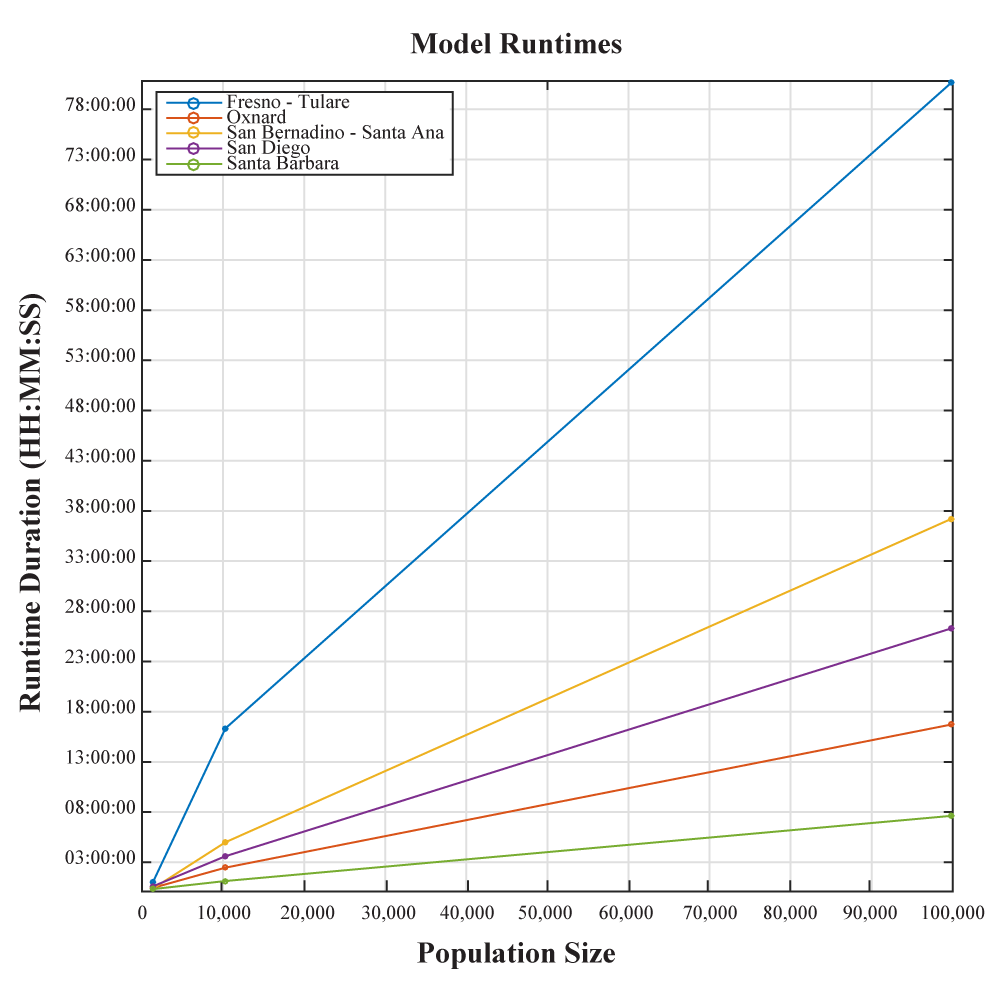 Model Runtimes
Fresno - Tulare
Oxnard
San Bernadino - Santa Ana
San Diego
Santa Barbara
78:00:00
73:00:00
68:00:00
63:00:00
58:00:00
53:00:00
48:00:00
43:00:00
38:00:00
33:00:00
28:00:00
23:00:00
18:00:00
13:00:00
08:00:00
03:00:00
Runtime Duration (HH:MM:SS)
0 10,000 20,000 30,000 40,000 50,000 60,000 70,000 80,000 90,000 100,000
Population Size